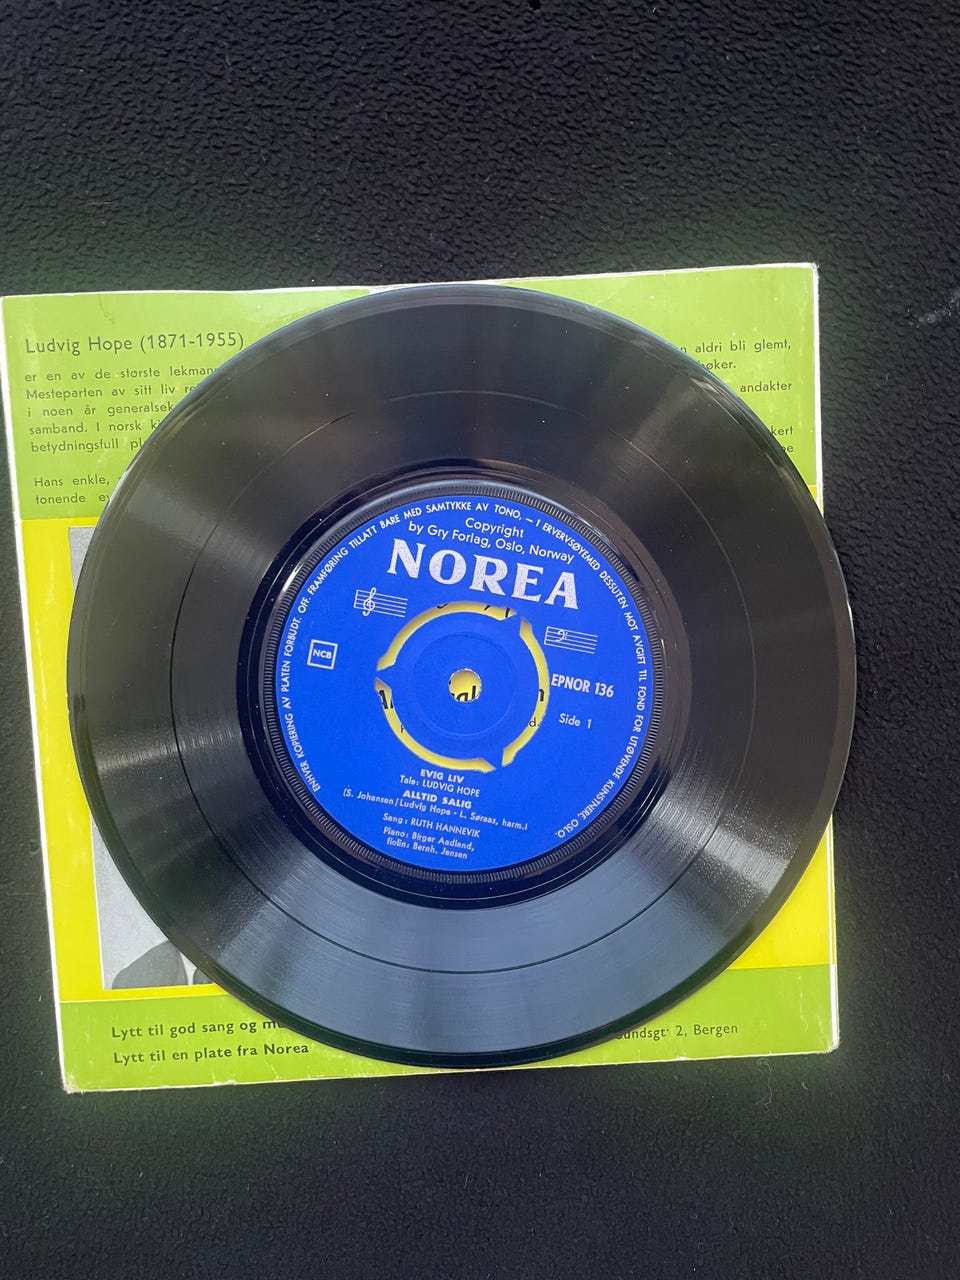 Ludvig Hope (1871-1955)
er en av de største lekmann
Mesteparten av sitt liv
i noen år generalsek
samband. I norsk
betydningsfull
Hans enkle,
tonende
aldri bli glemt,
andakter
ENHVER KOPIERING AV PLATEN FORBUDT. OFF. FRAMFØRING TILLATT BARE MED SAMTYKKE AV TONO, — I ERVERVSØYEMED DESSUTEN MOT AVGIFT TIL FOND FOR UTØVENDE KUNSTNERE, OSLO.
Copyright
by Gry Forlag, Oslo, Norway
NOREA
NCB
EPNOR 136
Side 1
EVIG LIV
Tale: LUDVIG HOPE
ALLTID SALIG
(S. Johansen/Ludvig Hope - L. Søraas, harm.)
Sang: RUTH HANNEVIK
Piano: Birger Aadland,
fiolin: Bernh. Jensen
Lytt til god sang og
Lytt til en plate fra Norea
sundsgt 2, Bergen